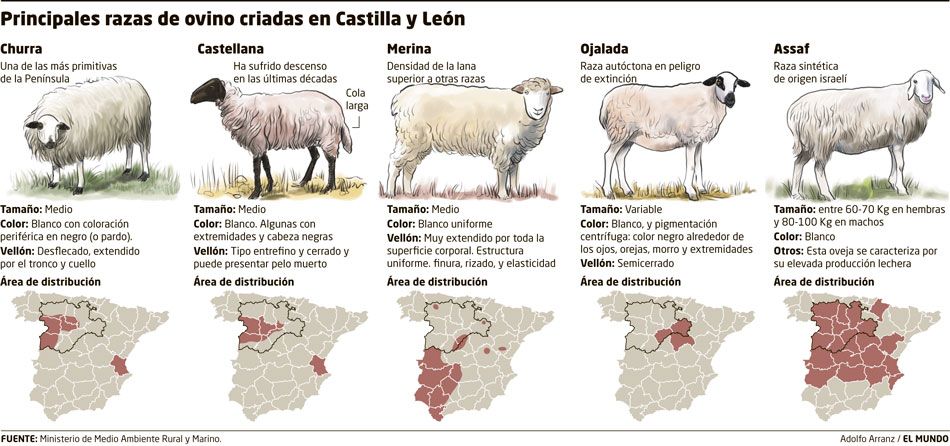 Principales razas de ovino criadas en Castilla y León
Churra
Una de las más primitivas
de la Península
Tamaño: Medio
Color: Blanco con coloración
periférica en negro (o pardo).
Vellón: Desflecado, extendido
por el tronco y cuello
Área de distribución
Castellana
Ha sufrido descenso
en las últimas décadas
Cola
larga
Tamaño: Medio
Color: Blanco. Algunas con
extremidades y cabeza negras
Vellón: Tipo entrefino y cerrado y
puede presentar pelo muerto
Área de distribución
Merina
Densidad de la lana
superior a otras razas
Tamaño: Medio
Color: Blanco uniforme
Vellón: Muy extendido por toda la
superficie corporal. Estructura
uniforme. finura, rizado, y elasticidad
Área de distribución
Ojalada
Raza autóctona en peligro
de extinción
Tamaño: Variable
Color: Blanco, y pigmentación
centrífuga: color negro alrededor de
los ojos, orejas, morro y extremidades
Vellón: Semicerrado
Área de distribución
Assaf
Raza sintética
de origen israelí
Tamaño: entre 60-70 Kg en hembras
y 80-100 Kg en machos
Color: Blanco
Otros: Esta oveja se caracteriza por
su elevada producción lechera
Área de distribución
FUENTE: Ministerio de Medio Ambiente Rural y Marino.
Adolfo Arranz / EL MUNDO